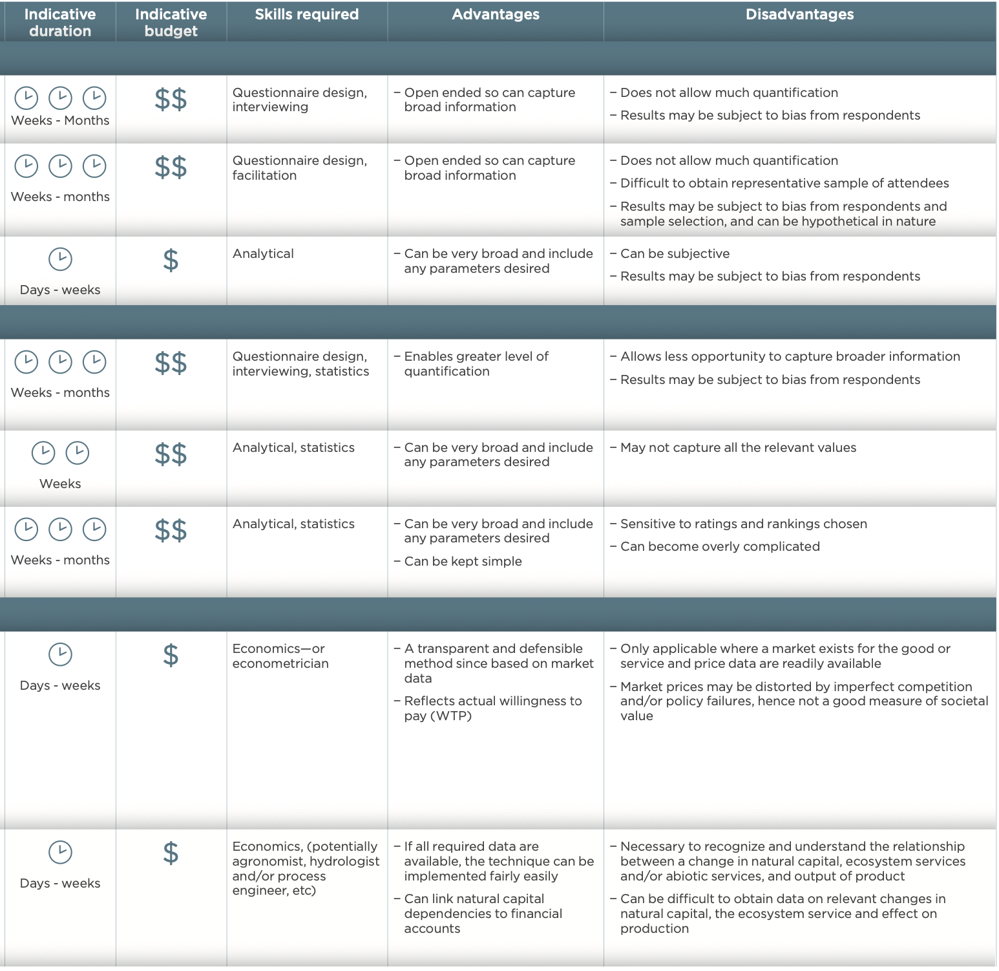 Indicative duration
Indicative budget
Skills required
Advantages
Disadvantages
Weeks - Months
$$
Questionnaire design,
interviewing
– Open ended so can capture
broad information
– Does not allow much quantification
– Results may be subject to bias from respondents
Weeks - months
$$
Questionnaire design,
facilitation
– Open ended so can capture
broad information
– Does not allow much quantification
– Difficult to obtain representative sample of attendees
– Results may be subject to bias from respondents and
sample selection, and can be hypothetical in nature
Days - weeks
$
Analytical
– Can be very broad and include
any parameters desired
– Can be subjective
– Results may be subject to bias from respondents
Weeks - months
$$
Questionnaire design,
interviewing, statistics
– Enables greater level of
quantification
– Allows less opportunity to capture broader information
– Results may be subject to bias from respondents
Weeks
$$
Analytical, statistics
– Can be very broad and include
any parameters desired
– May not capture all the relevant values
Weeks - months
$$
Analytical, statistics
– Can be very broad and include
any parameters desired
– Can be kept simple
– Sensitive to ratings and rankings chosen
– Can become overly complicated
Days - weeks
$
Economics—or
econometrician
– A transparent and defensible
method since based on market
data
– Reflects actual willingness to
pay (WTP)
– Only applicable where a market exists for the good or
service and price data are readily available
– Market prices may be distorted by imperfect competition
and/or policy failures, hence not a good measure of societal
value
Days - weeks
$
Economics, (potentially
agronomist, hydrologist
and/or process
engineer, etc)
– If all required data are
available, the technique can be
implemented fairly easily
– Can link natural capital
dependencies to financial
accounts
– Necessary to recognize and understand the relationship
between a change in natural capital, ecosystem services
and/or abiotic services, and output of product
– Can be difficult to obtain data on relevant changes in
natural capital, the ecosystem service and effect on
production